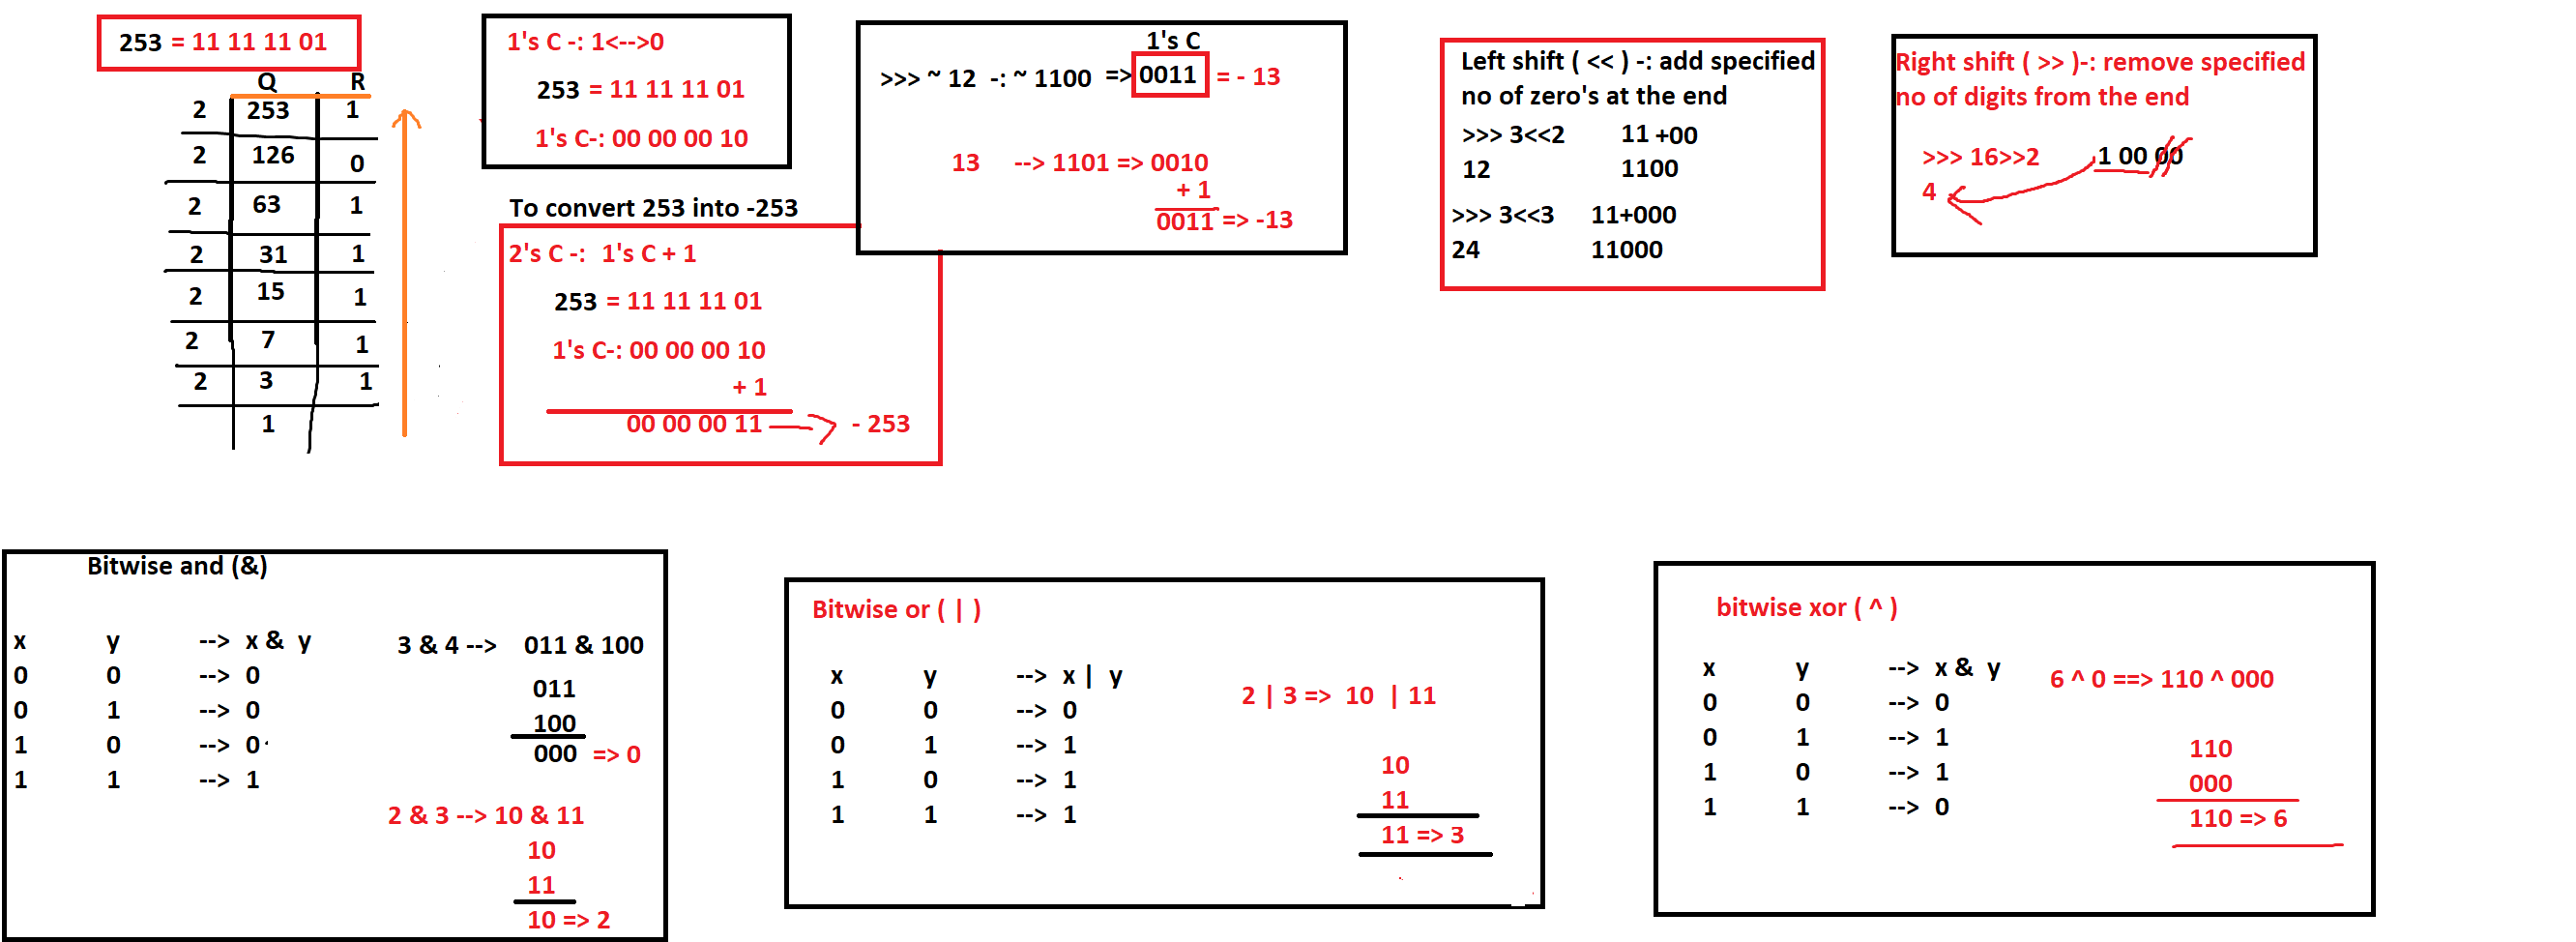 253 = 11 11 11 01
Q R
2 253 1
2 126 0
2 63 1
2 31 1
2 15 1
2 7 1
2 3 1
1
1's C -: 1<-->0
253 = 11 11 11 01
1's C-: 00 00 00 10
To convert 253 into -253
2's C -: 1's C + 1
253 = 11 11 11 01
1's C-: 00 00 00 10
+ 1
00 00 00 11 - 253
1's C
>>> ~ 12 -: ~ 1100 => 0011 = - 13
13 --> 1101 => 0010
+ 1
0011 => -13
Left shift ( << ) -: add specified
no of zero's at the end
>>> 3<<2 11 +00
12 1100
>>> 3<<3 11+000
24 11000
Right shift ( >> )-: remove specified
no of digits from the end
>>> 16>>2 1 00 00
4
Bitwise and (&)
x y --> x & y
0 0 --> 0
0 1 --> 0
1 0 --> 0
1 1 --> 1
3 & 4 --> 011 & 100
011
100
000 => 0
2 & 3 --> 10 & 11
10
11
10 => 2
Bitwise or ( | )
x y --> x | y
0 0 --> 0
0 1 --> 1
1 0 --> 1
1 1 --> 1
2 | 3 => 10 | 11
10
11
11 => 3
bitwise xor ( ^ )
x y --> x & y
0 0 --> 0
0 1 --> 1
1 0 --> 1
1 1 --> 0
6 ^ 0 ==> 110 ^ 000
110
000
110 => 6